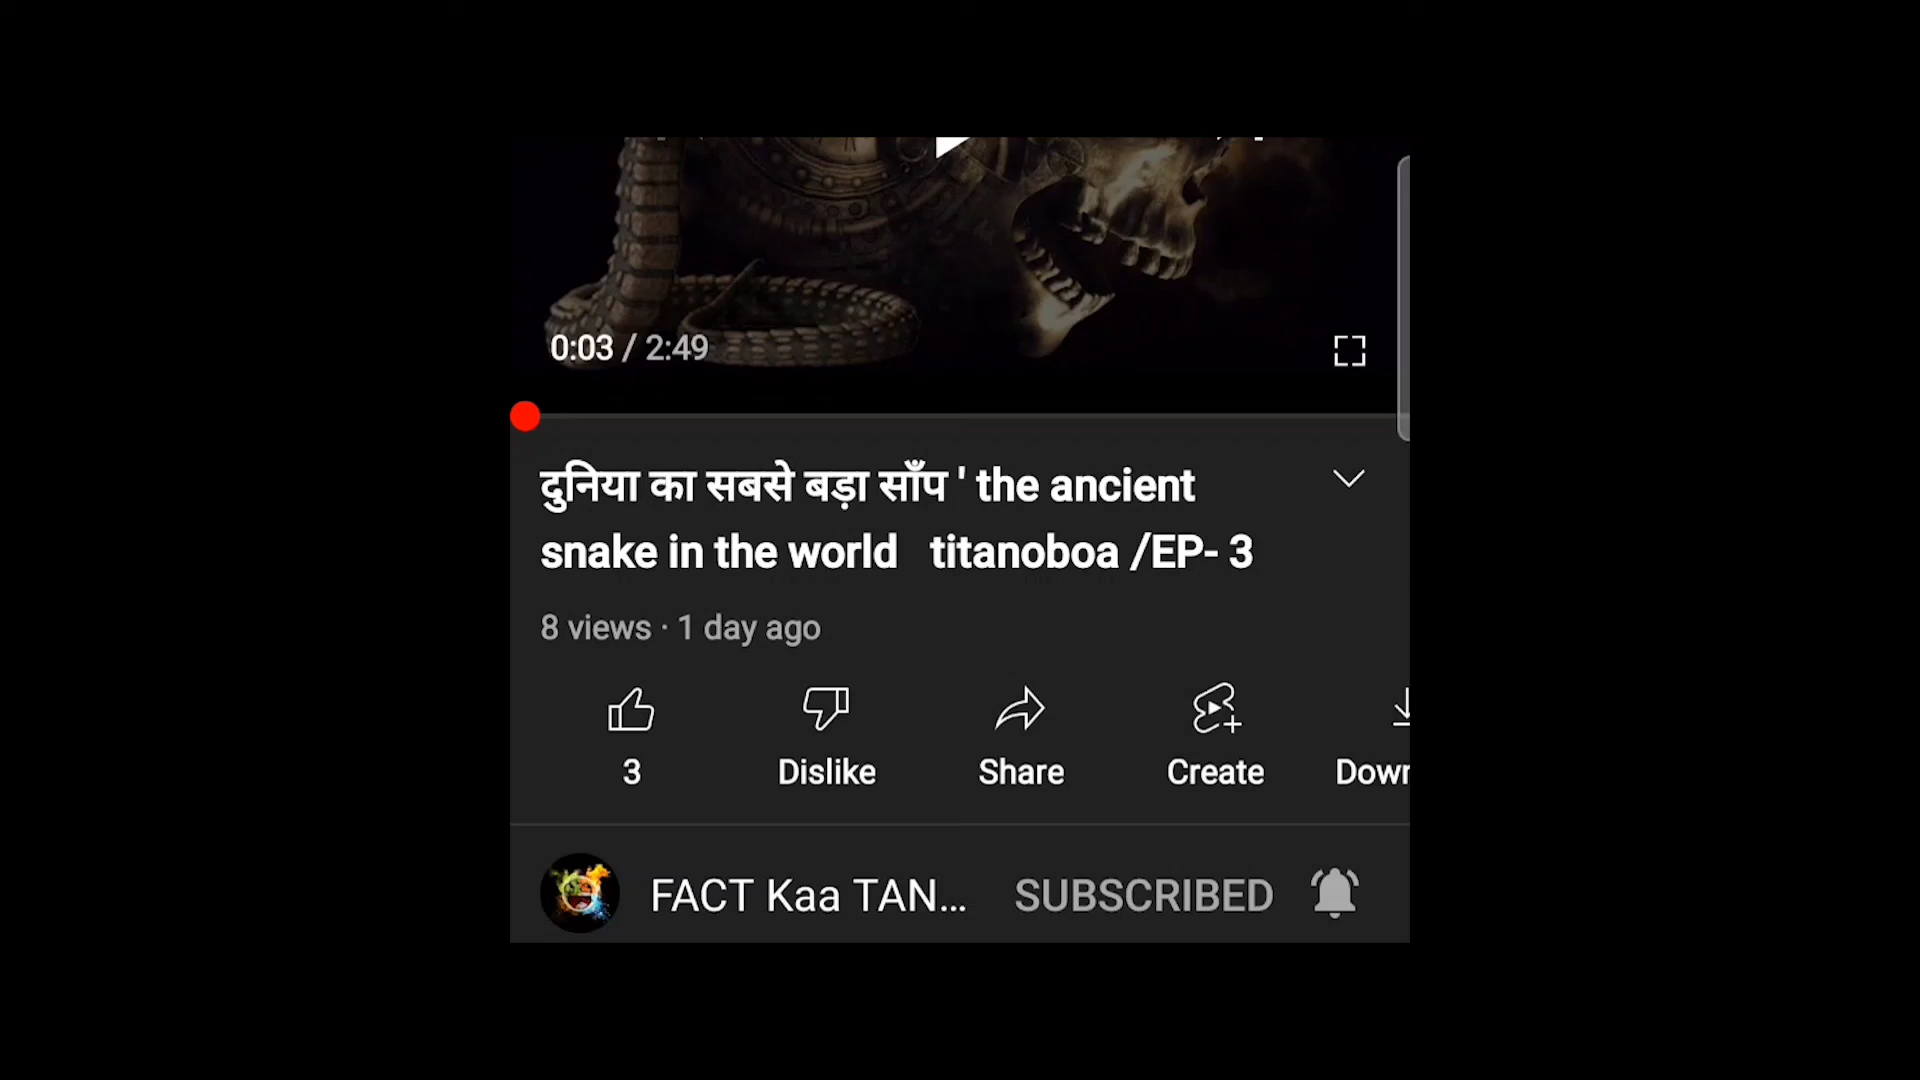 0:03 / 2:49
दुनिया का सबसे बड़ा साँप ' the ancient
snake in the world titanoboa /EP- 3
8 views · 1 day ago
3 Dislike Share Create Down
FACT Kaa TAN... SUBSCRIBED